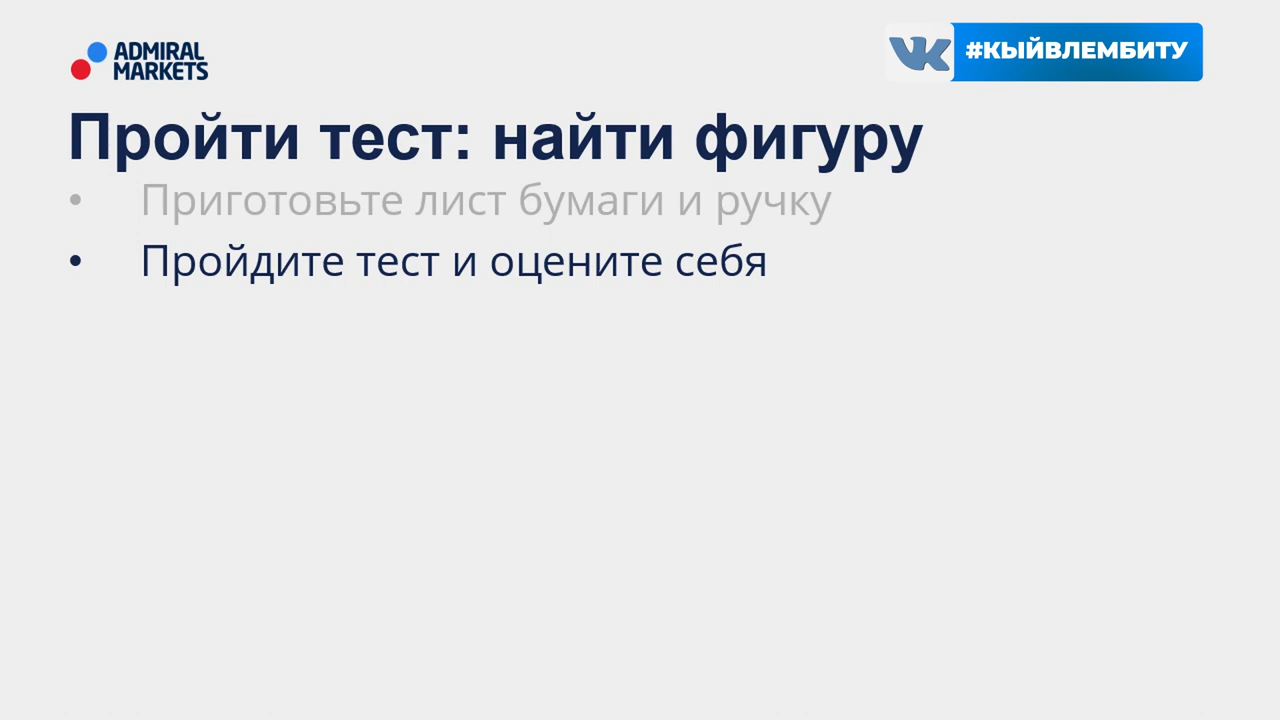 ADMIRAL
MARKETS
#КЫЙВЛЕМБИТУ
Пройти тест: найти фигуру
• Приготовьте лист бумаги и ручку
• Пройдите тест и оцените себя